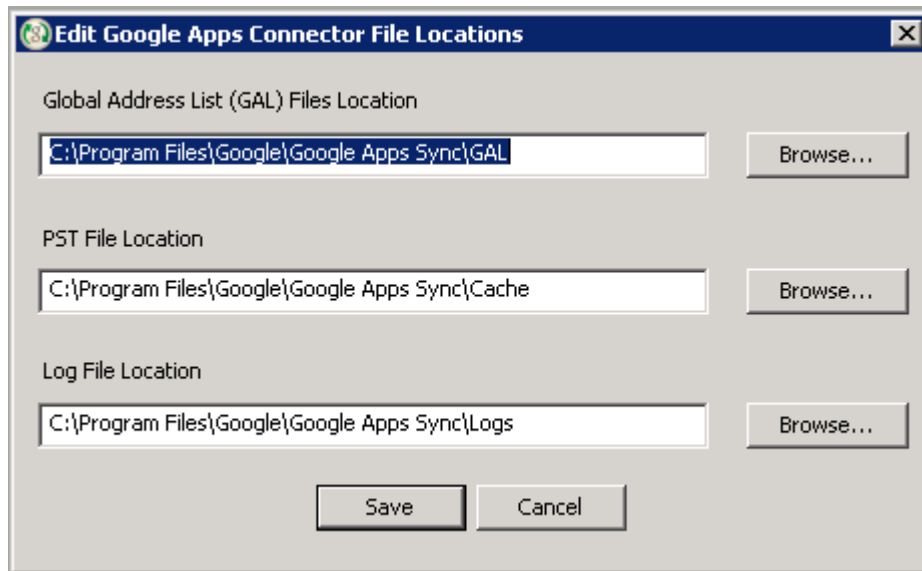 Edit Google Apps Connector File Locations
Global Address List (GAL) Files Location
C:\Program Files\Google\Google Apps Sync\GAL
Browse...
PST File Location
C:\Program Files\Google\Google Apps Sync\Cache
Browse...
Log File Location
C:\Program Files\Google\Google Apps Sync\Logs
Browse...
Save
Cancel